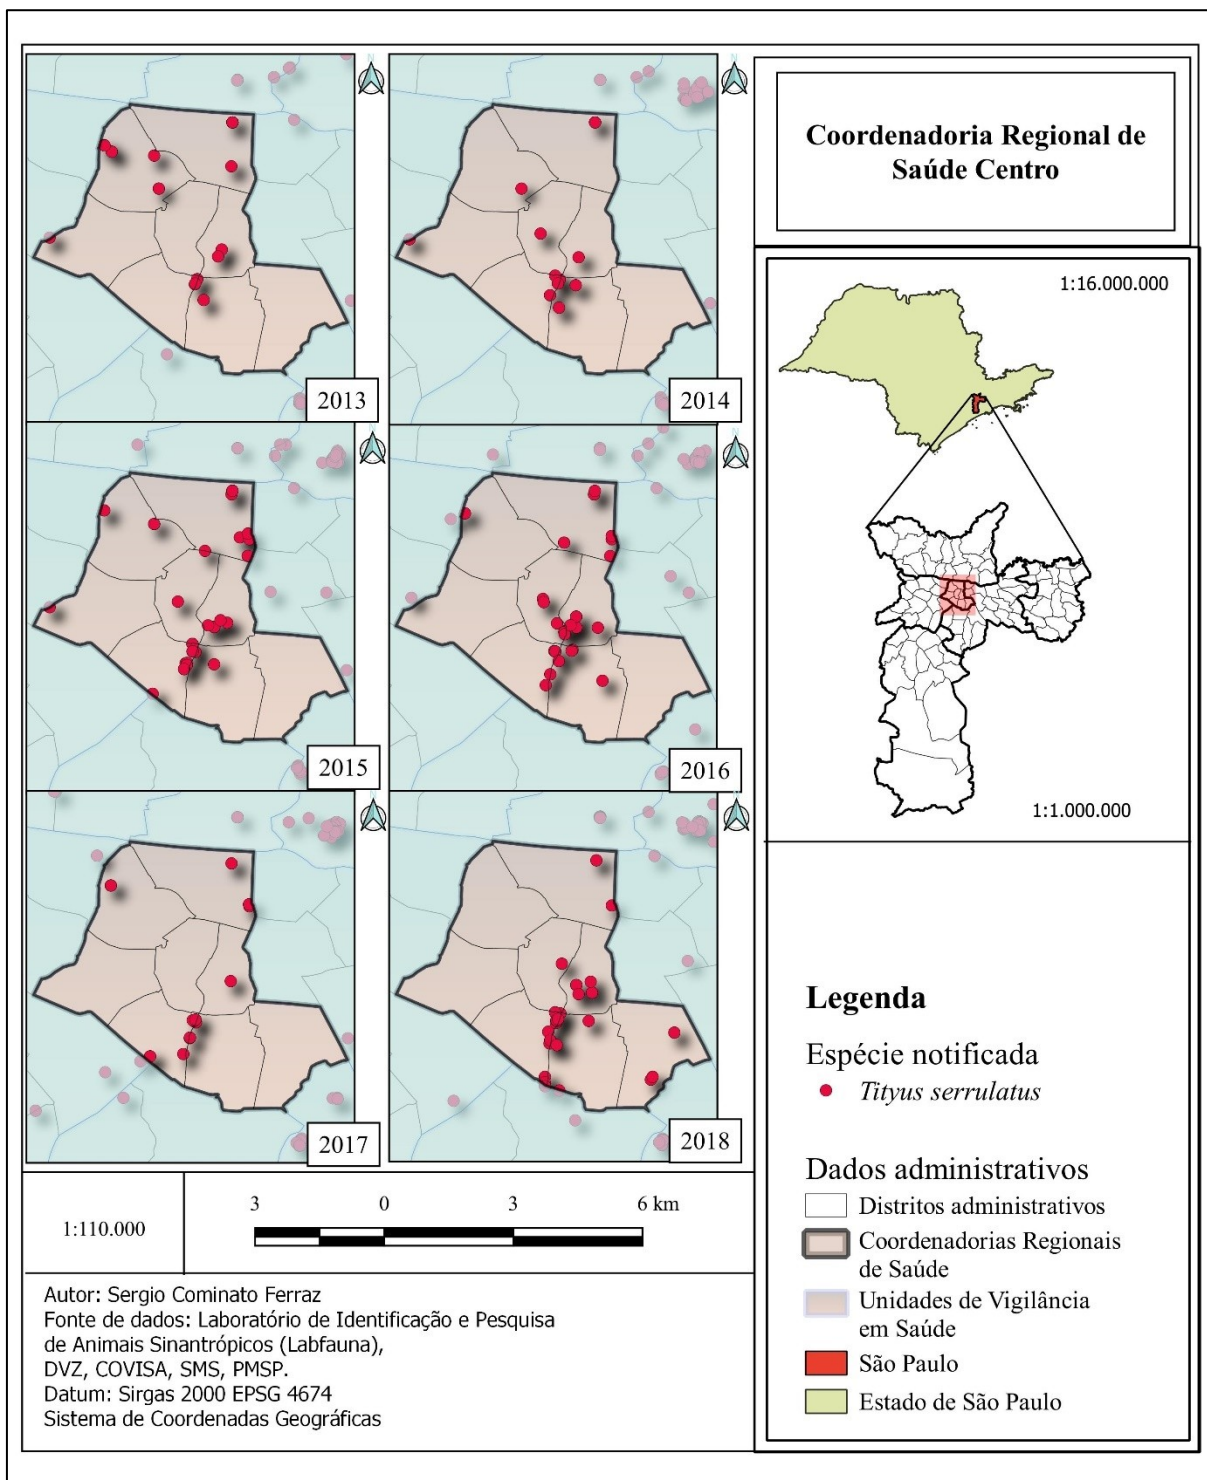 Coordenadoria Regional de
Saúde Centro
2013
2014
2015
2016
2017
2018
1:16.000.000
1:1.000.000
Legenda
Espécie notificada
Tityus serrulatus
Dados administrativos
Distritos administrativos
Coordenadorias Regionais
de Saúde
Unidades de Vigilância
em Saúde
São Paulo
Estado de São Paulo
1:110.000
3 0 3 6 km
Autor: Sergio Cominato Ferraz
Fonte de dados: Laboratório de Identificação e Pesquisa
de Animais Sinantrópicos (Labfauna),
DVZ, COVISA, SMS, PMSP.
Datum: Sirgas 2000 EPSG 4674
Sistema de Coordenadas Geográficas